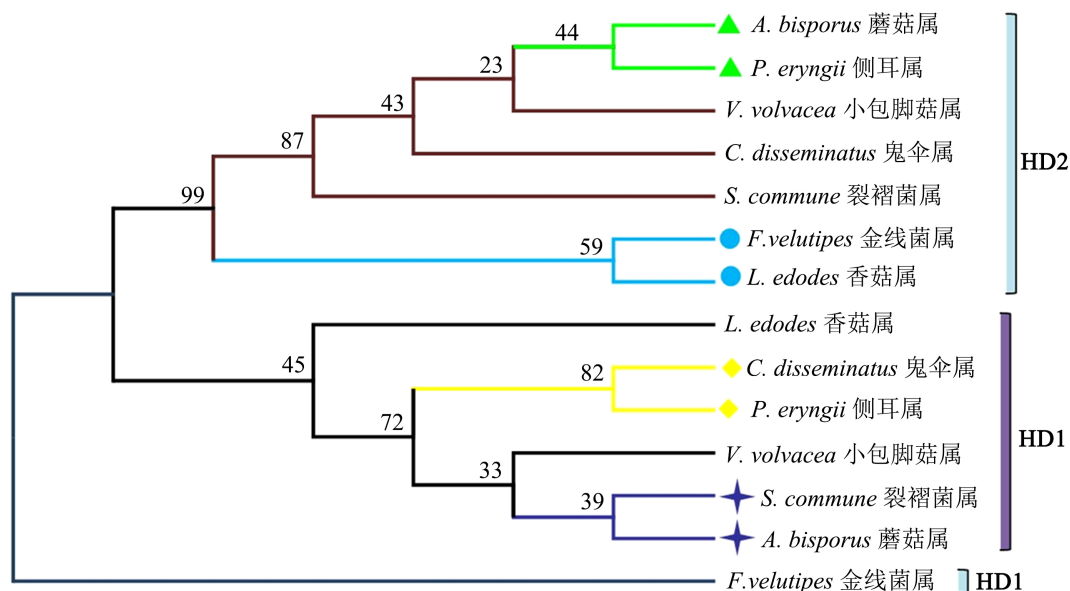 44
A. bisporus 蘑菇属
23
P. eryngii 侧耳属
43
V. volvacea 小包脚菇属
87
C. disseminatus 鬼伞属
HD2
99
S. commune 裂褶菌属
59
F.velutipes 金线菌属
L. edodes 香菇属
L. edodes 香菇属
45
82
C. disseminatus 鬼伞属
72
P. eryngii 侧耳属
HD1
33
V. volvacea 小包脚菇属
39
S. commune 裂褶菌属
A. bisporus 蘑菇属
F.velutipes 金线菌属
HD1